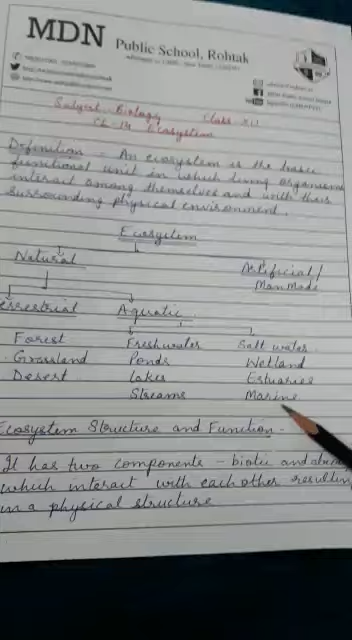 MDN Public School, Rohtak
Subject - Biology Class - XII
Ch-14 Ecosystem
Definition - An ecosystem is the basic
functional unit in which living organisms
interact among themselves and with their
surrounding physical environment.
Ecosystem
Natural
Artificial/
Man Made
Terrestrial Aquatic
Forest Freshwater Salt water
Grassland Ponds Wetland
Desert Lakes Estuaries
Streams Marine
Ecosystem Structure and Function -
It has two components - biotic and
which interact with each other resulting
in a physical structure